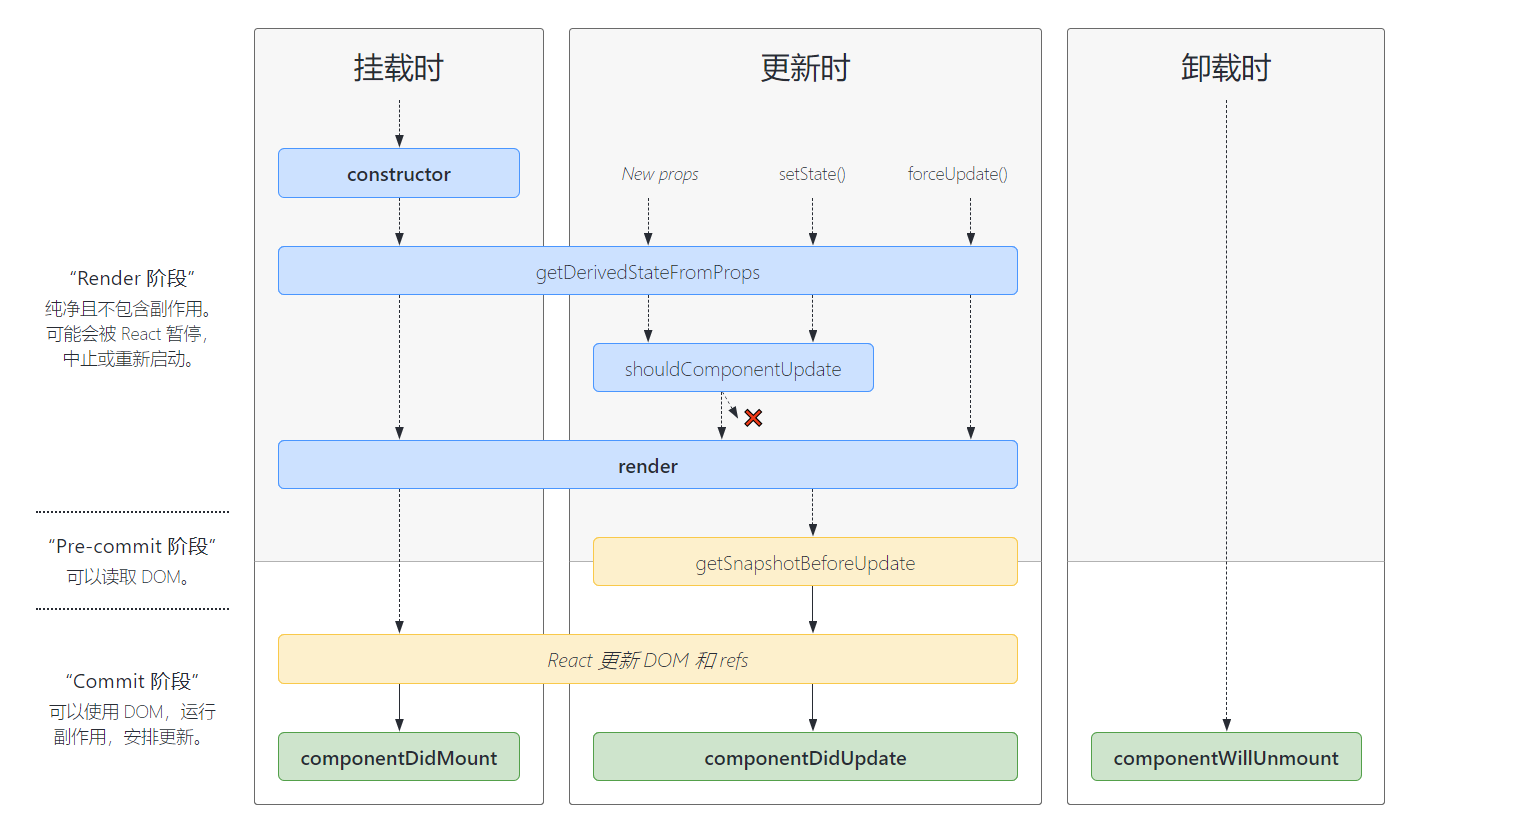 挂载时
更新时
卸载时
constructor
New props
setState()
forceUpdate()
getDerivedStateFromProps
“Render 阶段”
纯净且不包含副作用。
可能会被 React 暂停，
中止或重新启动。
shouldComponentUpdate
render
“Pre-commit 阶段”
可以读取 DOM。
getSnapshotBeforeUpdate
React 更新 DOM 和 refs
“Commit 阶段”
可以使用 DOM，运行
副作用，安排更新。
componentDidMount
componentDidUpdate
componentWillUnmount